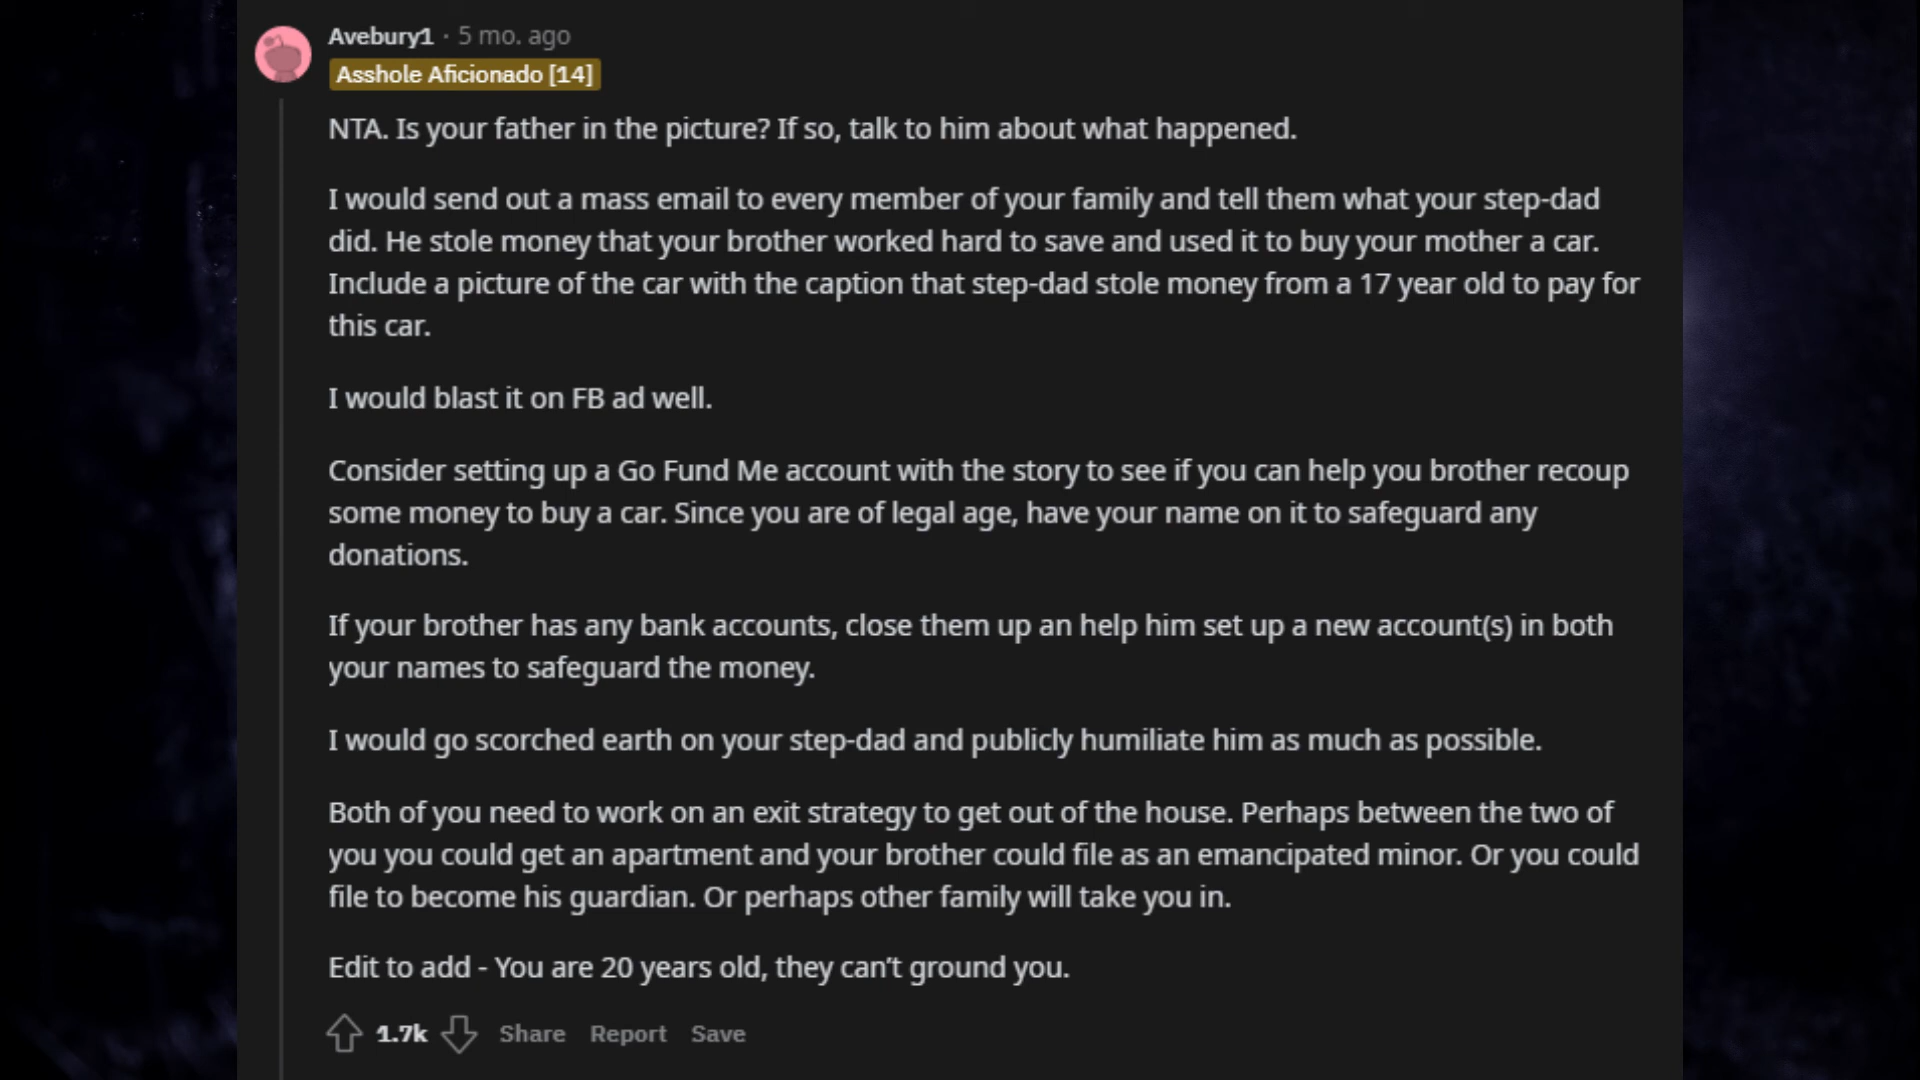 Avebury1 · 5 mo. ago
Asshole Aficionado [14]
NTA. Is your father in the picture? If so, talk to him about what happened.
I would send out a mass email to every member of your family and tell them what your step-dad
did. He stole money that your brother worked hard to save and used it to buy your mother a car.
Include a picture of the car with the caption that step-dad stole money from a 17 year old to pay for
this car.
I would blast it on FB ad well.
Consider setting up a Go Fund Me account with the story to see if you can help you brother recoup
some money to buy a car. Since you are of legal age, have your name on it to safeguard any
donations.
If your brother has any bank accounts, close them up an help him set up a new account(s) in both
your names to safeguard the money.
I would go scorched earth on your step-dad and publicly humiliate him as much as possible.
Both of you need to work on an exit strategy to get out of the house. Perhaps between the two of
you you could get an apartment and your brother could file as an emancipated minor. Or you could
file to become his guardian. Or perhaps other family will take you in.
Edit to add - You are 20 years old, they can’t ground you.
1.7k Share Report Save